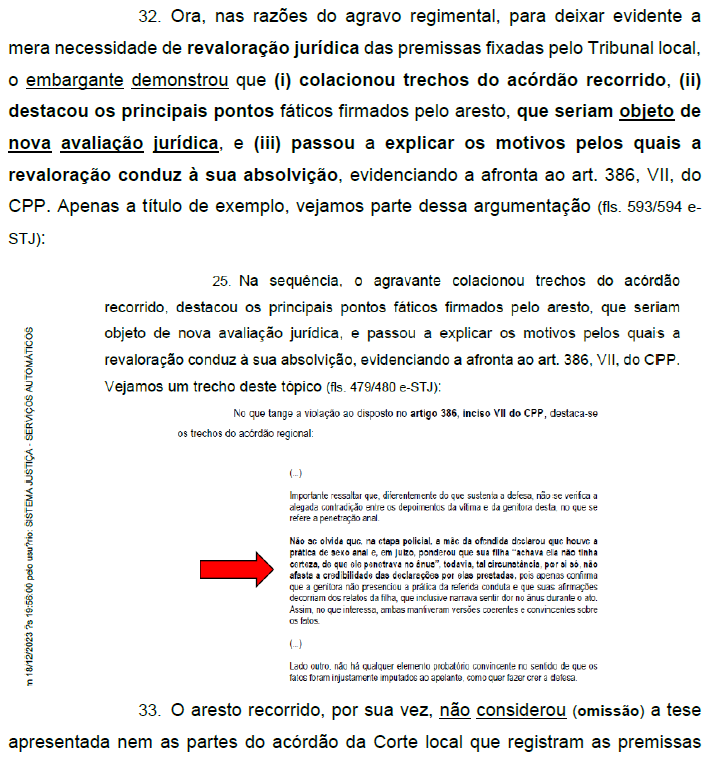 32. Ora, nas razões do agravo regimental, para deixar evidente a
mera necessidade de revaloração jurídica das premissas fixadas pelo Tribunal local,
o embargante demonstrou que (i) colacionou trechos do acórdão recorrido, (ii)
destacou os principais pontos fáticos firmados pelo aresto, que seriam objeto de
nova avaliação jurídica, e (iii) passou a explicar os motivos pelos quais a
revaloração conduz à sua absolvição, evidenciando a afronta ao art. 386, VII, do
CPP. Apenas a título de exemplo, vejamos parte dessa argumentação (fls. 593/594 e-
STJ):
25. Na sequência, o agravante colacionou trechos do acórdão
recorrido, destacou os principais pontos fáticos firmados pelo aresto, que seriam
objeto de nova avaliação jurídica, e passou a explicar os motivos pelos quais a
revaloração conduz à sua absolvição, evidenciando a afronta ao art. 386, VII, do CPP.
Vejamos um trecho deste tópico (fls. 479/480 e-STJ):
No que tange a violação ao disposto no artigo 386, inciso VII do CPP, destaca-se
os trechos do acórdão regional:
(...)
Importante ressaltar que, diferentemente do que sustenta a defesa, não se verifica a
alegada contradição entre os depoimentos da vítima e da genitora desta, no que se
refere a penetração anal.
Não se olvida que, na etapa policial, a mãe da ofendida declarou que houve a
prática de sexo anal e, em juízo, ponderou que sua filha "achava ela não tinha
certeza, do que ele penetrava no ânus", todavia, tal circunstância, por si só, não
afasta a credibilidade das declarações por elas prestadas, pois apenas confirma
que a genitora não presenciou a prática da referida conduta e que suas afirmações
decorriam dos relatos da filha, que inclusive narrava sentir dor no ânus durante o ato.
Assim, no que interessa, ambas mantiveram versões coerentes e convincentes sobre
os fatos.
(...)
Lado outro, não há qualquer elemento probatório convincente no sentido de que os
fatos foram injustamente imputados ao apelante, como quer fazer crer a defesa.
m 18/12/2023 ?s 19:56:00 pelo usu?rio: SISTEMA JUSTIÇA - SERVIÇOS AUTOMÁTICOS
33. O aresto recorrido, por sua vez, não considerou (omissão) a tese
apresentada nem as partes do acórdão da Corte local que registram as premissas